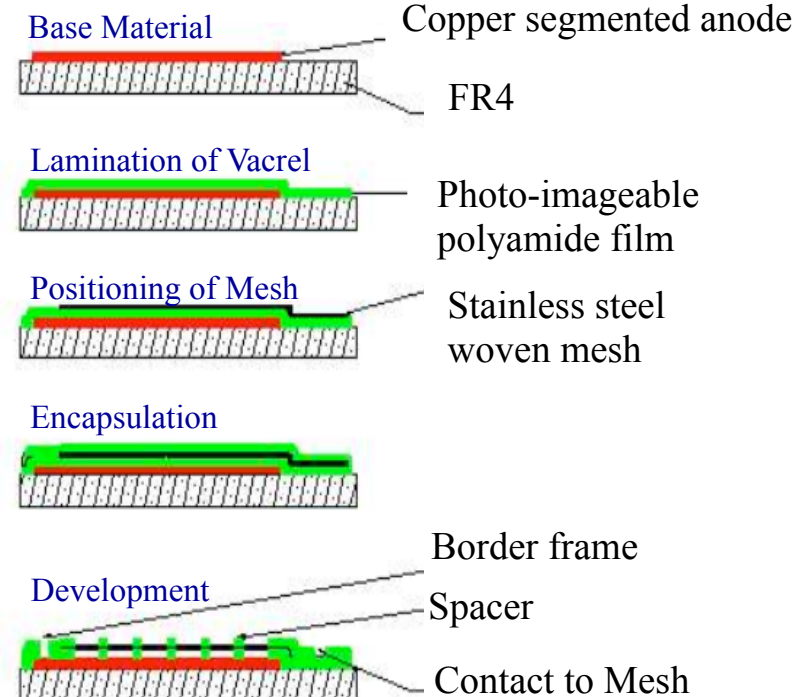 Base Material
Copper segmented anode
FR4
Lamination of Vacrel
Photo-imageable
polyamide film
Positioning of Mesh
Stainless steel
woven mesh
Encapsulation
Border frame
Development
Spacer
Contact to Mesh